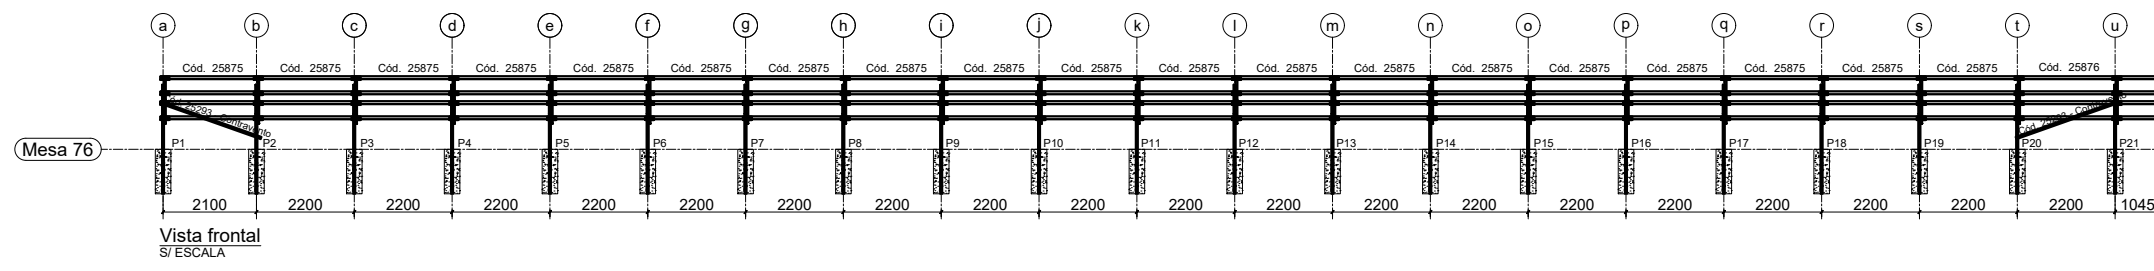 a b c d e f g h i j k l m n o p q r s t u
Cód. 25875 Cód. 25875 Cód. 25875 Cód. 25875 Cód. 25875 Cód. 25875 Cód. 25875 Cód. 25875 Cód. 25875 Cód. 25875 Cód. 25875 Cód. 25875 Cód. 25875 Cód. 25875 Cód. 25875 Cód. 25875 Cód. 25875 Cód. 25875 Cód. 25875 Cód. 25876
Cód. 25293 - Contravento Cód. 25293 - Contravento
Mesa 76 P1 P2 P3 P4 P5 P6 P7 P8 P9 P10 P11 P12 P13 P14 P15 P16 P17 P18 P19 P20 P21
2100 2200 2200 2200 2200 2200 2200 2200 2200 2200 2200 2200 2200 2200 2200 2200 2200 2200 2200 2200 1045
Vista frontal
S/ ESCALA